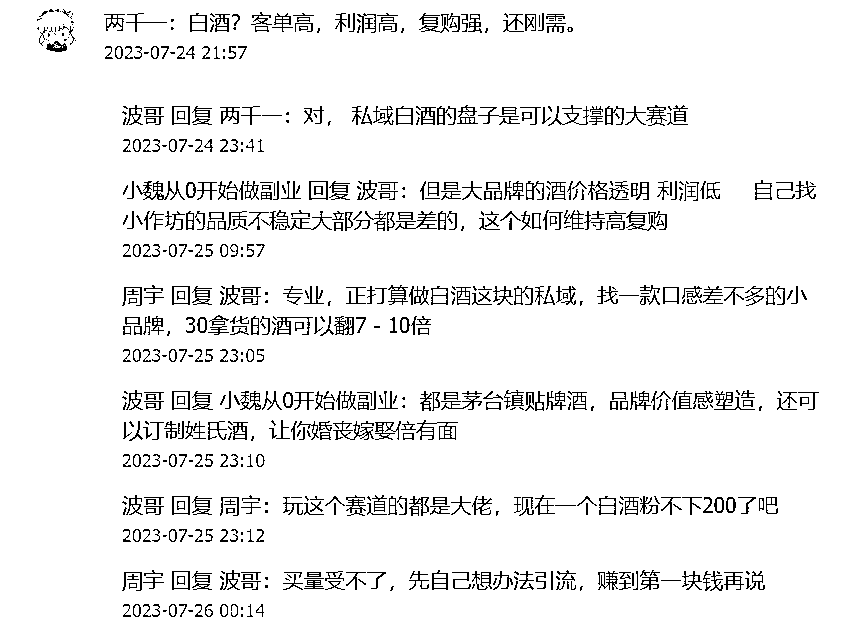 两千一：白酒？客单高，利润高，复购强，还刚需。
2023-07-24 21:57
波哥 回复 两千一：对， 私域白酒的盘子是可以支撑的大赛道
2023-07-24 23:41
小魏从0开始做副业 回复 波哥：但是大品牌的酒价格透明 利润低 自己找
小作坊的品质不稳定大部分都是差的，这个如何维持高复购
2023-07-25 09:57
周宇 回复 波哥：专业，正打算做白酒这块的私域，找一款口感差不多的小
品牌，30拿货的酒可以翻7 - 10倍
2023-07-25 23:05
波哥 回复 小魏从0开始做副业：都是茅台镇贴牌酒，品牌价值感塑造，还可
以订制姓氏酒，让你婚丧嫁娶倍有面
2023-07-25 23:10
波哥 回复 周宇：玩这个赛道的都是大佬，现在一个白酒粉不下200了吧
2023-07-25 23:12
周宇 回复 波哥：买量受不了，先自己想办法引流，赚到第一块钱再说
2023-07-26 00:14